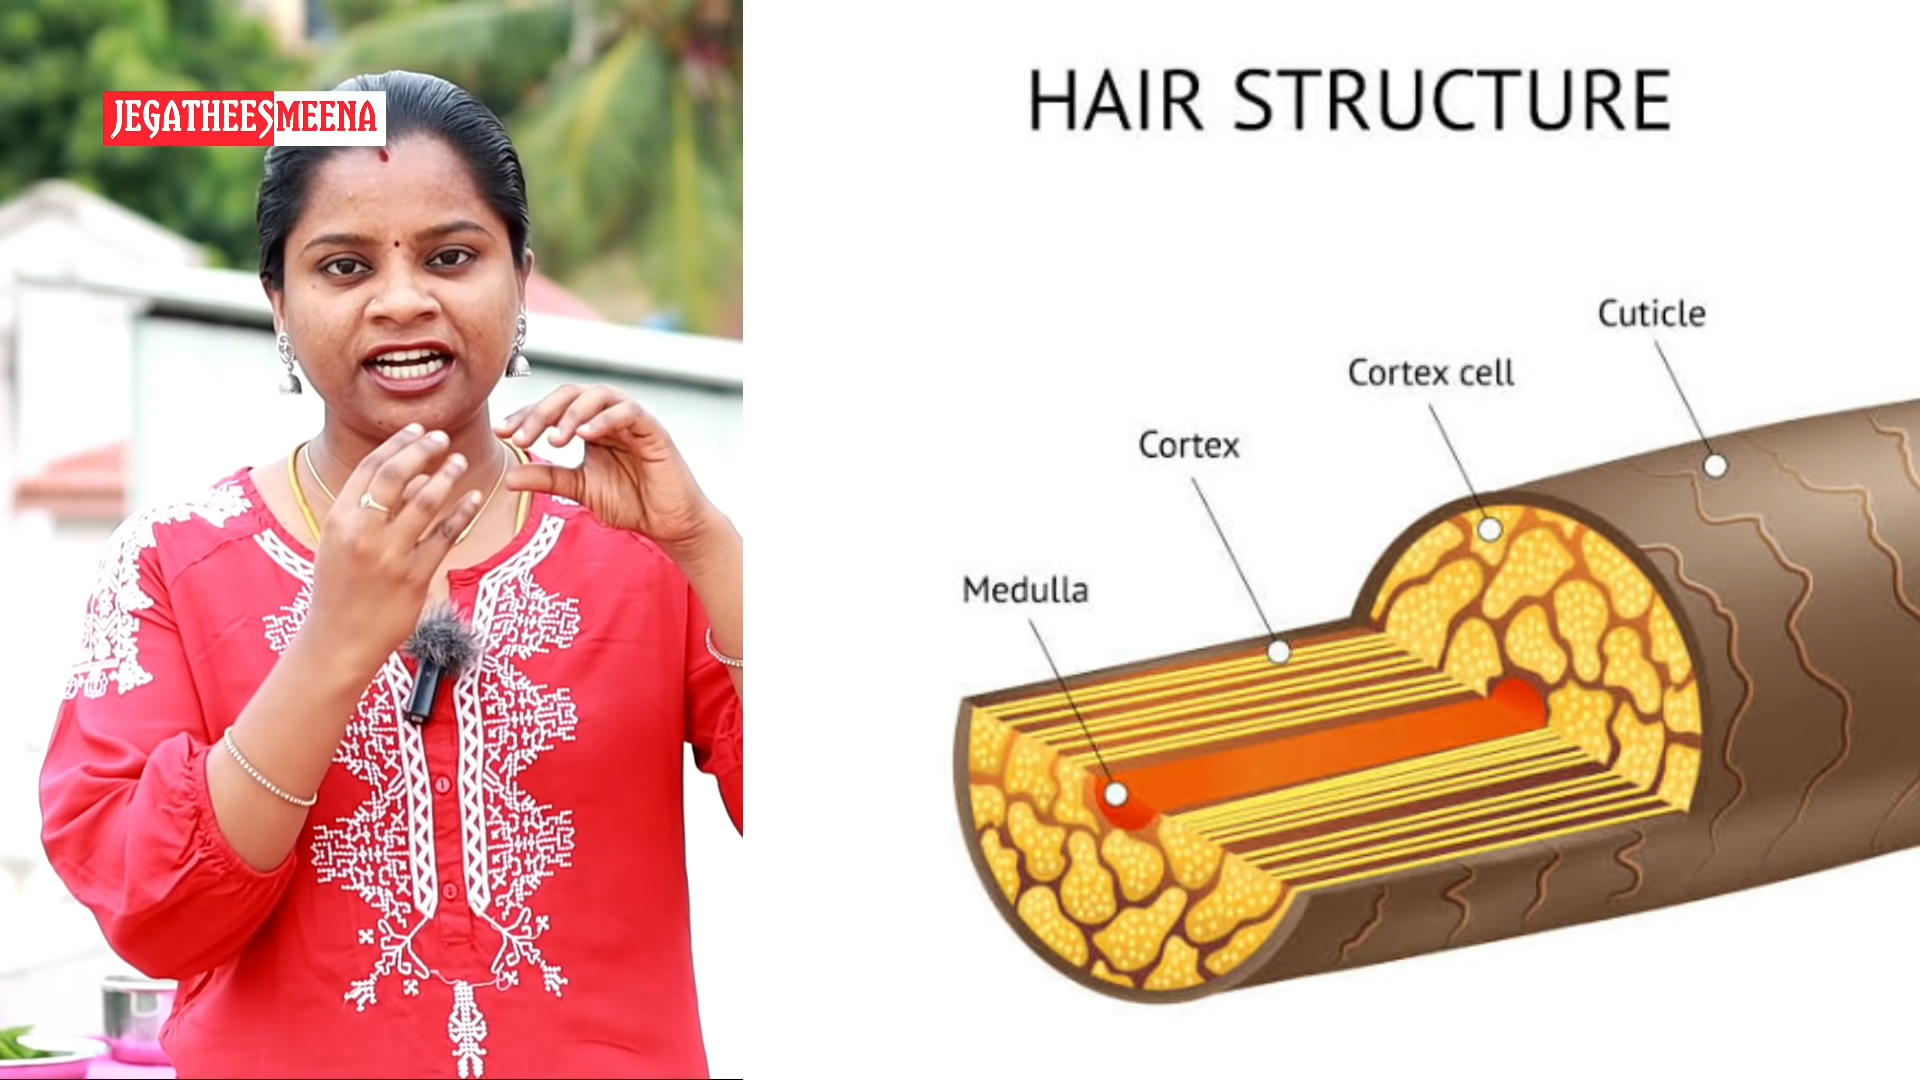 JEGATHEESMEENA
HAIR STRUCTURE
Cuticle
Cortex cell
Cortex
Medulla